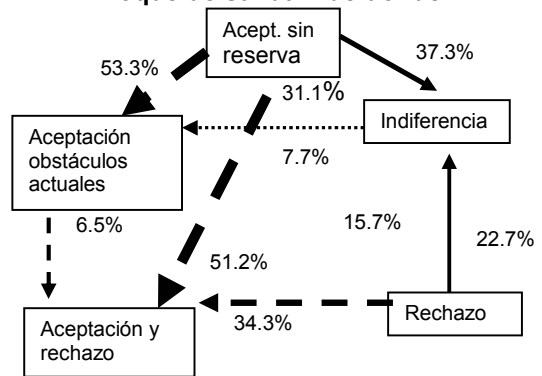 Acept. sin
reserva
53.3%
37.3%
31.1%
Aceptación
obstáculos
actuales
Indiferencia
7.7%
6.5%
15.7%
22.7%
51.2%
Aceptación y
rechazo
34.3%
Rechazo